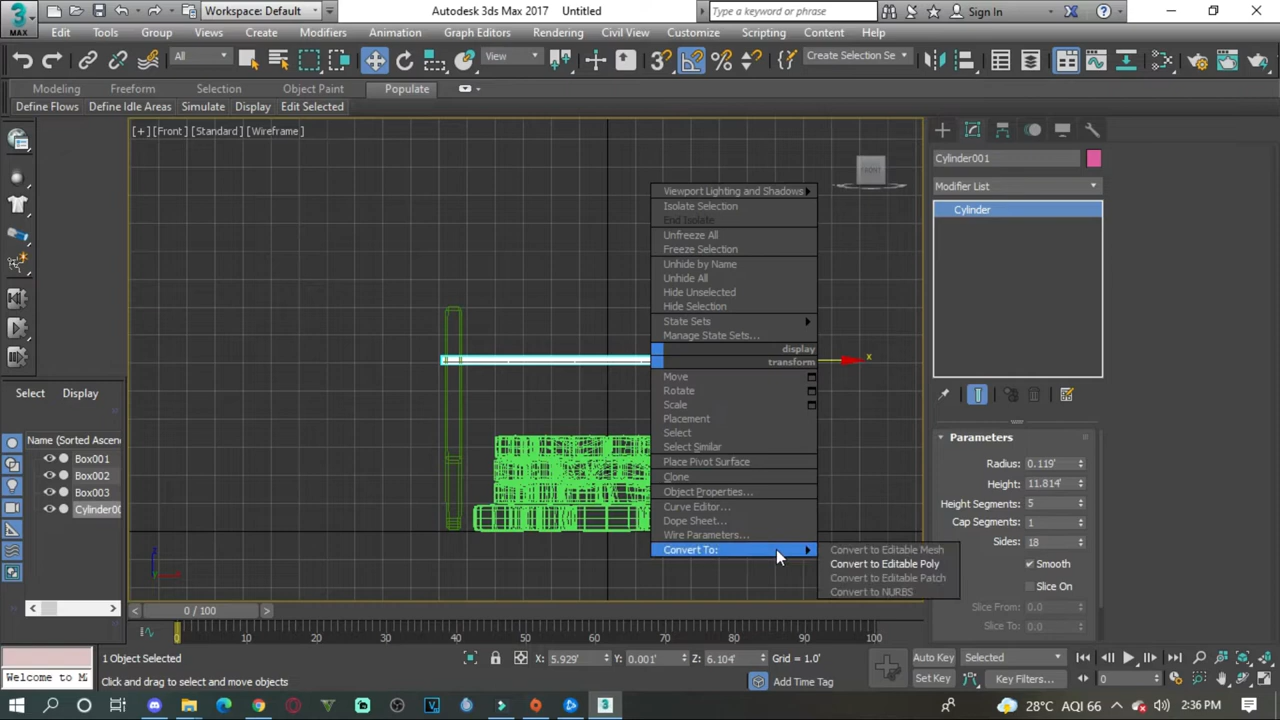 3
MAX
Workspace: Default
Autodesk 3ds Max 2017 Untitled
Type a keyword or phrase
Sign In
Edit Tools Group Views Create Modifiers Animation Graph Editors Rendering Civil View Customize Scripting Content Help
All
View
Create Selection Se
Modeling Freeform Selection Object Paint Populate
Define Flows Define Idle Areas Simulate Display Edit Selected
[+] [Front] [Standard] [Wireframe]
FRONT
Cylinder001
Modifier List
Cylinder
Viewport Lighting and Shadows
Isolate Selection
End Isolate
Unfreeze All
Freeze Selection
Unhide by Name
Unhide All
Hide Unselected
Hide Selection
State Sets
Manage State Sets...
display
transform
Move
Rotate
Scale
Placement
Select
Select Similar
Place Pivot Surface
Clone
Object Properties...
Curve Editor...
Dope Sheet...
Wire Parameters...
Convert To:
Convert to Editable Mesh
Convert to Editable Poly
Convert to Editable Patch
Convert to NURBS
x
z
Select Display
Name (Sorted Ascen
Box001
Box002
Box003
Cylinder00
Parameters
Radius: 0.119'
Height: 11.814'
Height Segments: 5
Cap Segments: 1
Sides: 18
Smooth
Slice On
Slice From: 0.0
Slice To: 0.0
0 / 100
0 10 20 30 40 50 60 70 80 90 100
1 Object Selected
X: 5.929' Y: 0.001' Z: 6.104' Grid = 1.0'
Auto Key Selected
Welcome to M
Click and drag to select and move objects
Add Time Tag
Set Key Key Filters... 0
28°C AQI 66 2:36 PM